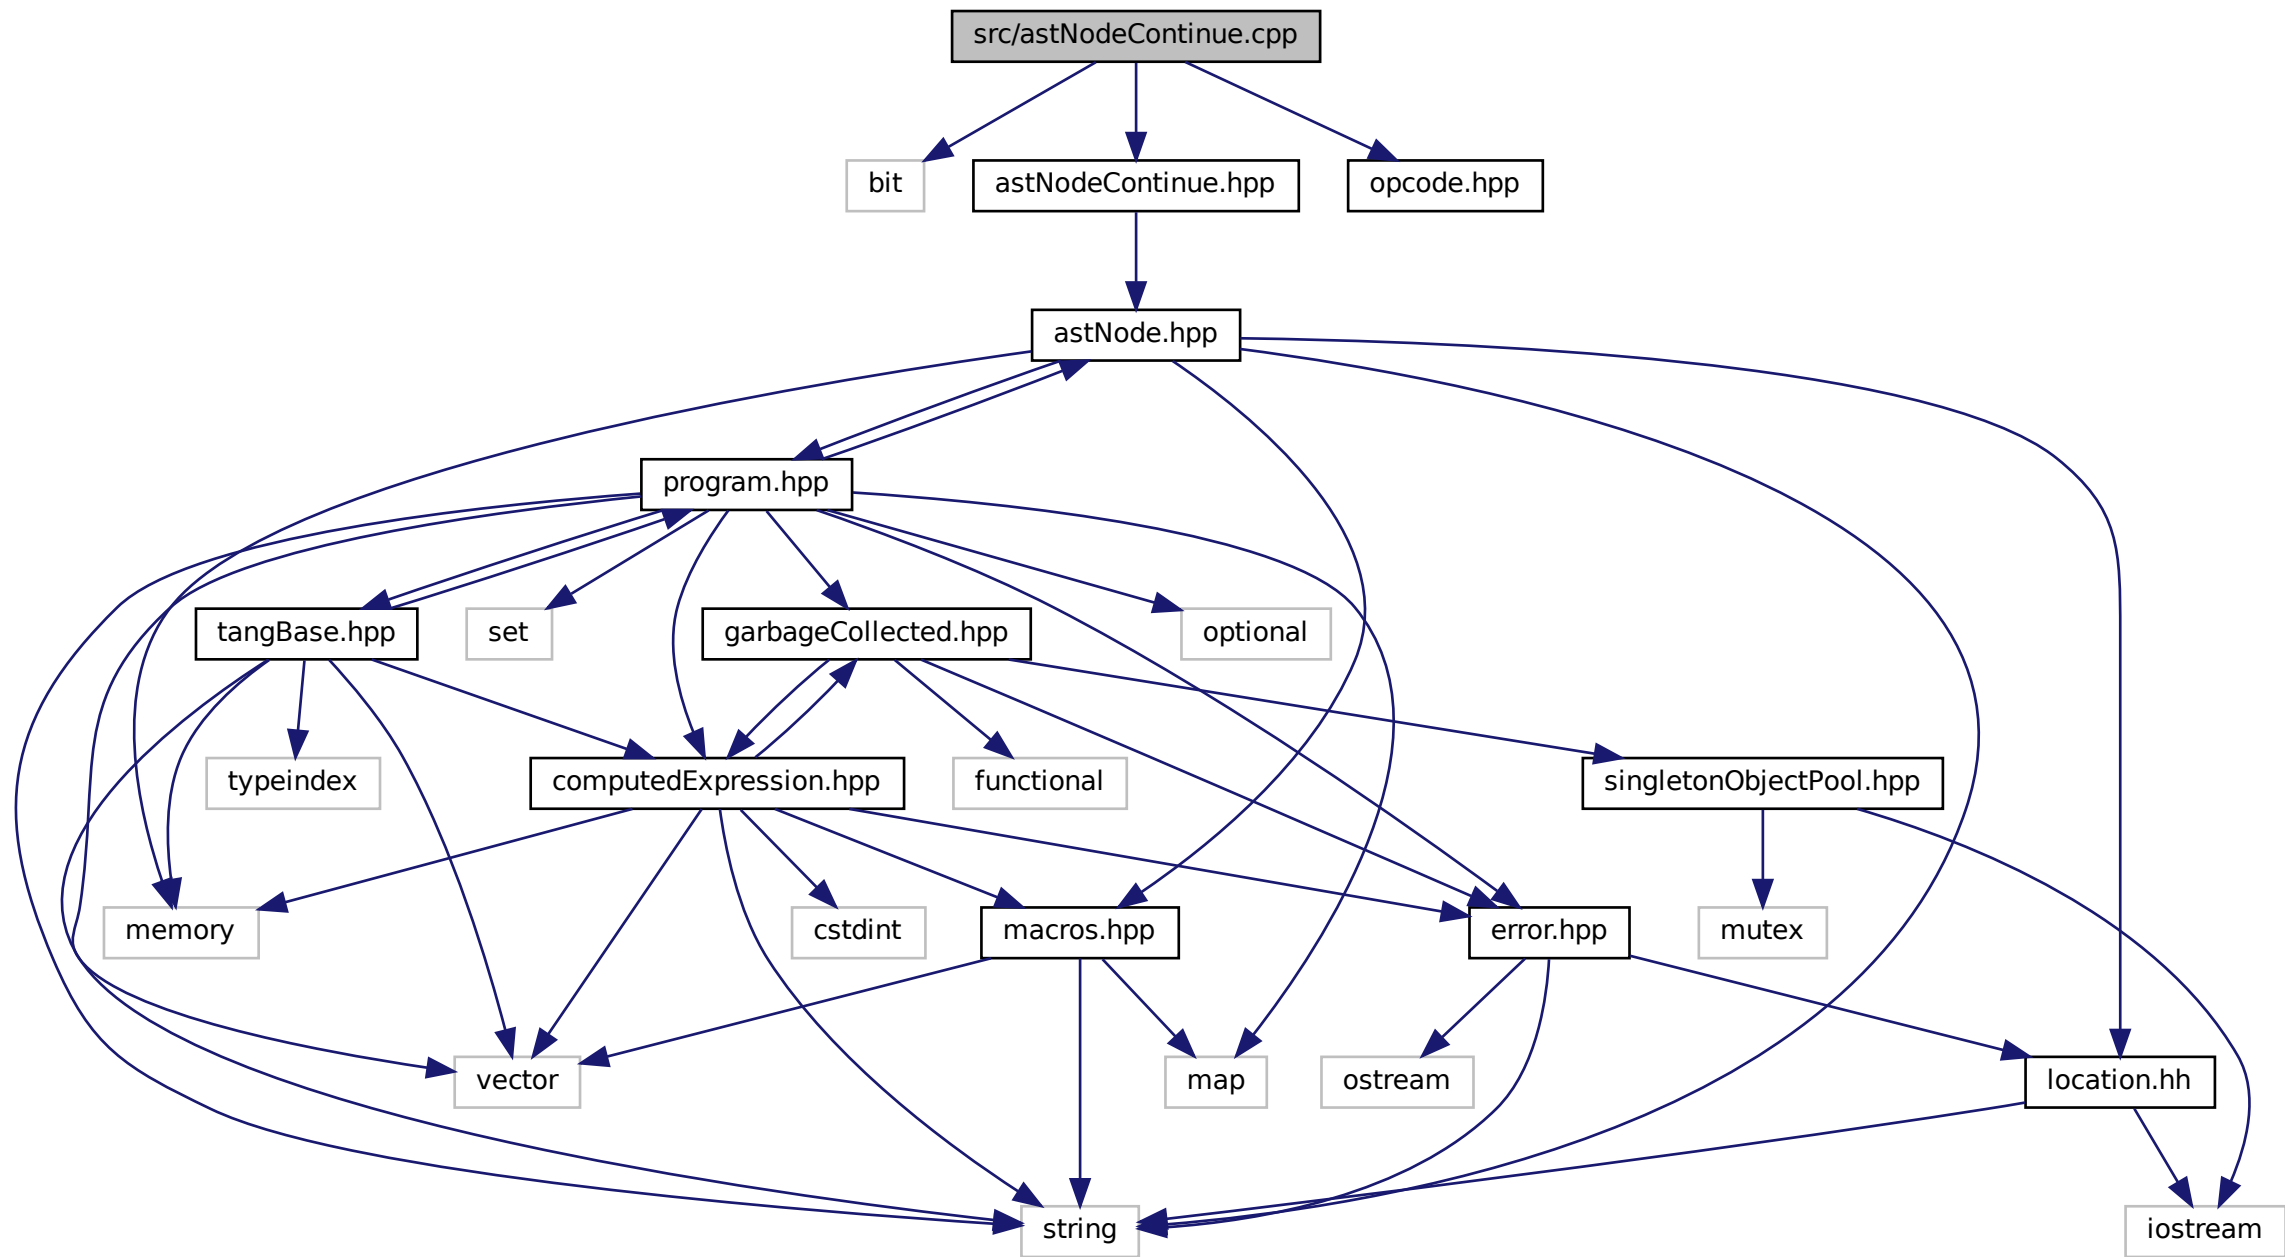 src/astNodeContinue.cpp
bit
astNodeContinue.hpp
opcode.hpp
astNode.hpp
program.hpp
tangBase.hpp
set
garbageCollected.hpp
optional
typeindex
computedExpression.hpp
functional
singletonObjectPool.hpp
memory
cstdint
macros.hpp
error.hpp
mutex
vector
map
ostream
location.hh
string
iostream